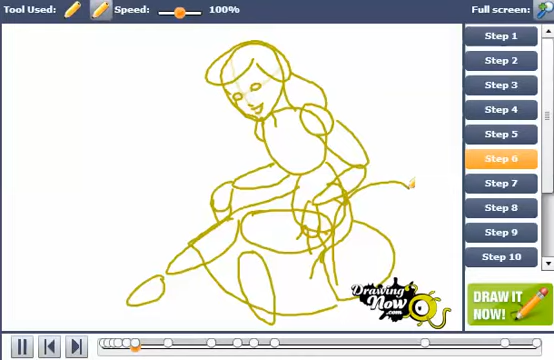 Tool Used: Speed: 100% Full screen:
Step 1
Step 2
Step 3
Step 4
Step 5
Step 6
Step 7
Step 8
Step 9
Step 10
Drawing
Now.com
DRAW IT
NOW!